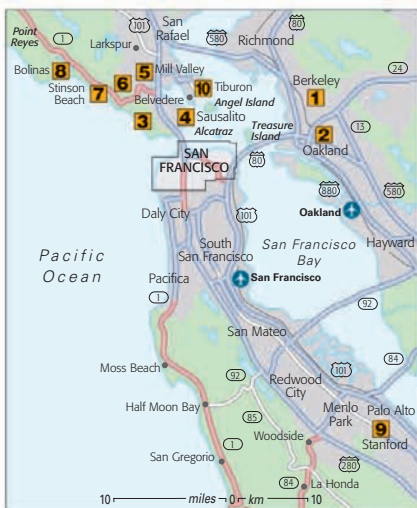 101
San
Rafael
80
Point
Reyes
1
Larkspur
580
Richmond
Bolinas
8
6
5
Mill Valley
10
Tiburon
Berkeley
24
Stinson
Beach
7
Belvedere
Angel Island
1
3
4
Sausalito
Treasure
Island
2
13
Alcatraz
Oakland
SAN
FRANCISCO
80
880
580
Daly City
101
Oakland
Pacific
Ocean
South
San Francisco
San Francisco
Bay
Hayward
Pacifica
San Francisco
1
92
San Mateo
84
Moss Beach
92
101
Redwood
City
Half Moon Bay
85
Menlo
Park
Palo Alto
9
Woodside
Stanford
San Gregorio
1
280
84
La Honda
10 miles 0 km 10